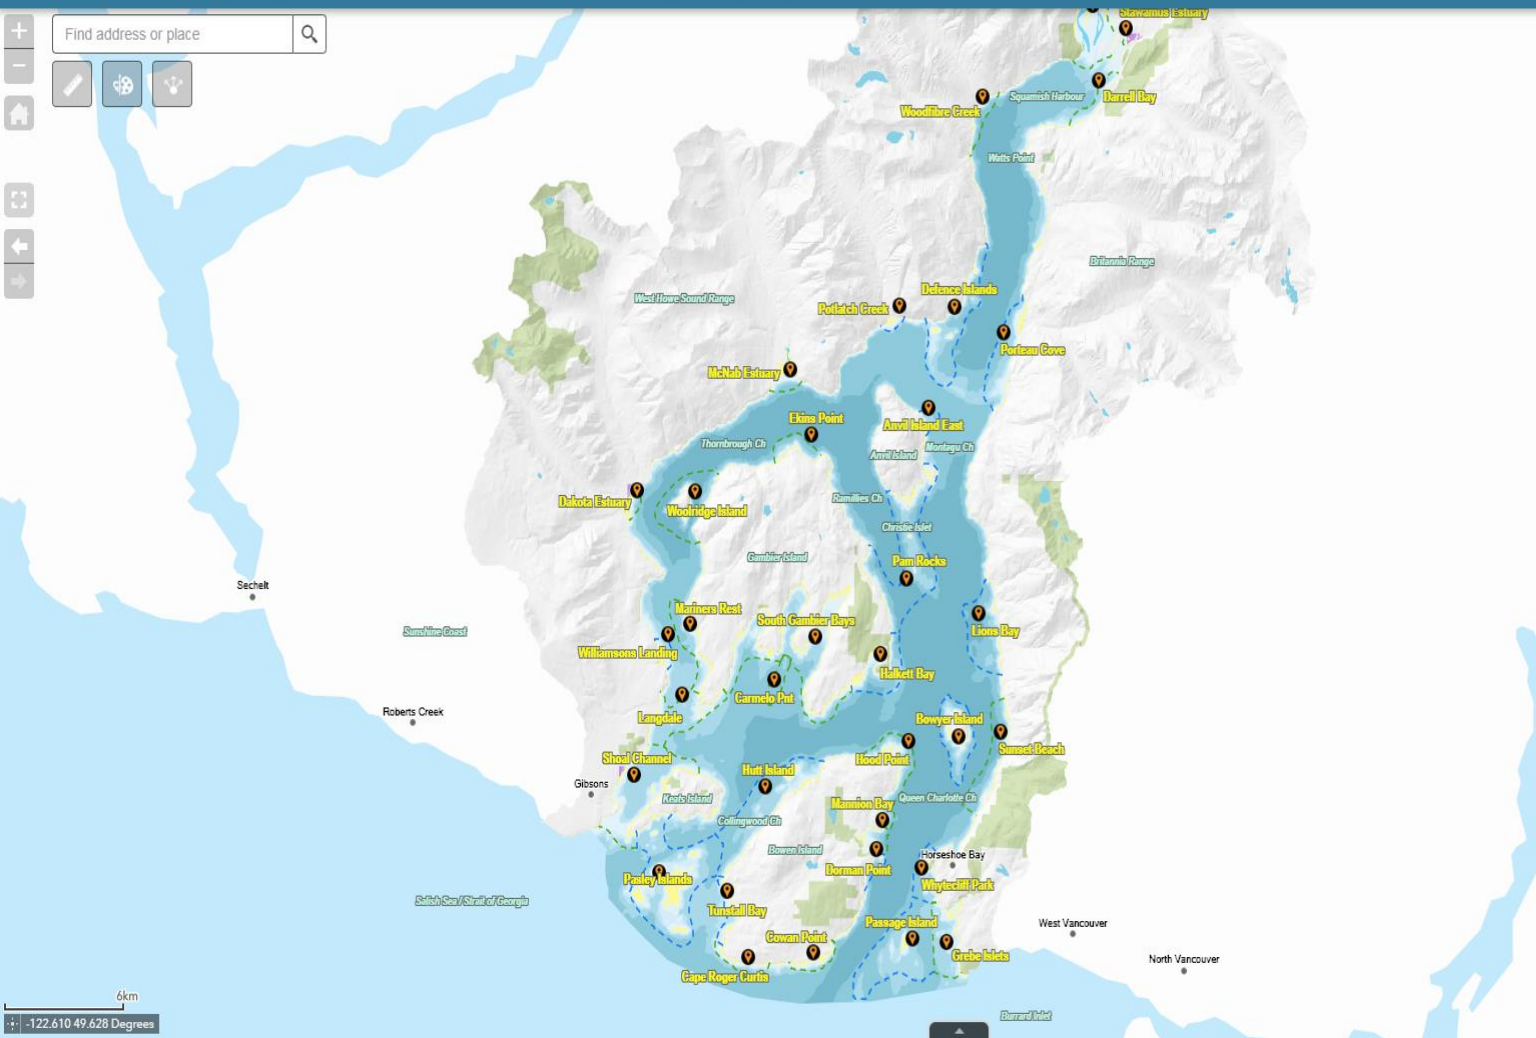 Slawamus Estuary
Find address or place
Squamish Harbour
Darrell Bay
Woodfibre Creek
Watts Point
Britannia Range
West Howe Sound Range
Defence Islands
Potlatch Creek
Porteau Cove
McNab Estuary
Ekins Point
Anvil Island East
Thornbrough Ch
Montagu Ch
Anvil Island
Ramillies Ch
Dakota Estuary
Woolridge Island
Christie Islet
Gambier Island
Pam Rocks
Sechelt
Mariners Rest
South Gambier Bays
Sunshine Coast
Lions Bay
Williamsons Landing
Halkett Bay
Carmelo Pnt
Roberts Creek
Langdale
Bowyer Island
Sunset Beach
Shoal Channel
Hood Point
Hutt Island
Gibsons
Keats Island
Queen Charlotte Ch
Mannion Bay
Collingwood Ch
Bowen Island
Horseshoe Bay
Dorman Point
Pasley Islands
Whytecliff Park
Salish Sea / Strait of Georgia
Tunstall Bay
Passage Island
West Vancouver
Cowan Point
Grebe Islets
North Vancouver
Cape Roger Curtis
6km
Burrard Inlet
-122.610 49.628 Degrees